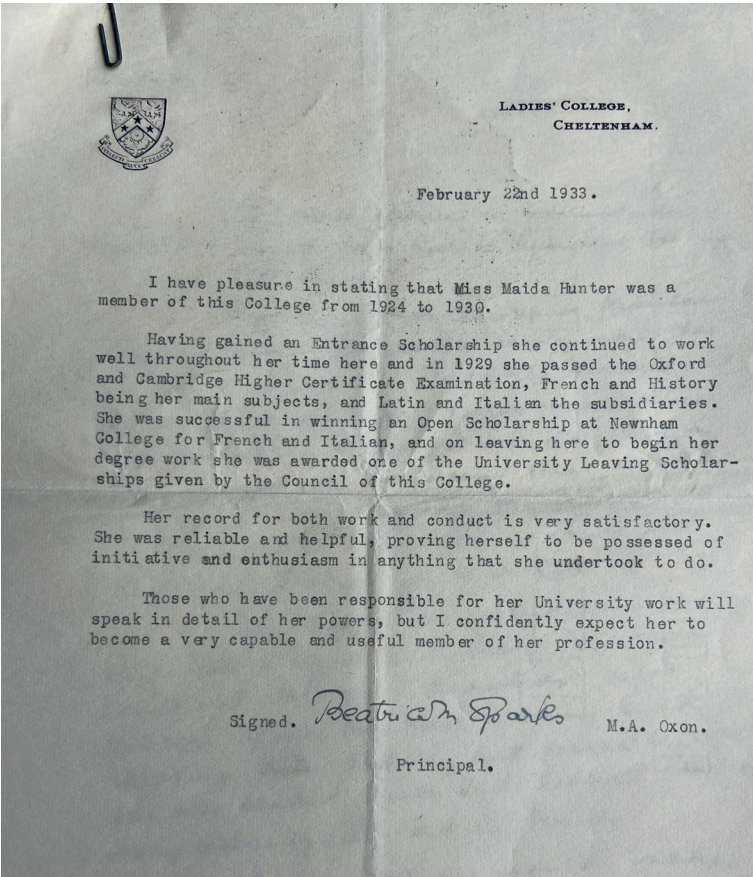 LADIES' COLLEGE,
CHELTENHAM.
February 22nd 1933.
I have pleasure in stating that Miss Maida Hunter was a
member of this College from 1924 to 1930.
Having gained an Entrance Scholarship she continued to work
well throughout her time here and in 1929 she passed the Oxford
and Cambridge Higher Certificate Examination, French and History
being her main subjects, and Latin and Italian the subsidiaries.
She was successful in winning an Open Scholarship at Newnham
College for French and Italian, and on leaving here to begin her
degree work she was awarded one of the University Leaving Scholar-
ships given by the Council of this College.
Her record for both work and conduct is very satisfactory.
She was reliable and helpful, proving herself to be possessed of
initiative and enthusiasm in anything that she undertook to do.
Those who have been responsible for her University work will
speak in detail of her powers, but I confidently expect her to
become a very capable and useful member of her profession.
Signed. Beatrice M Sparks M.A. Oxon.
Principal.